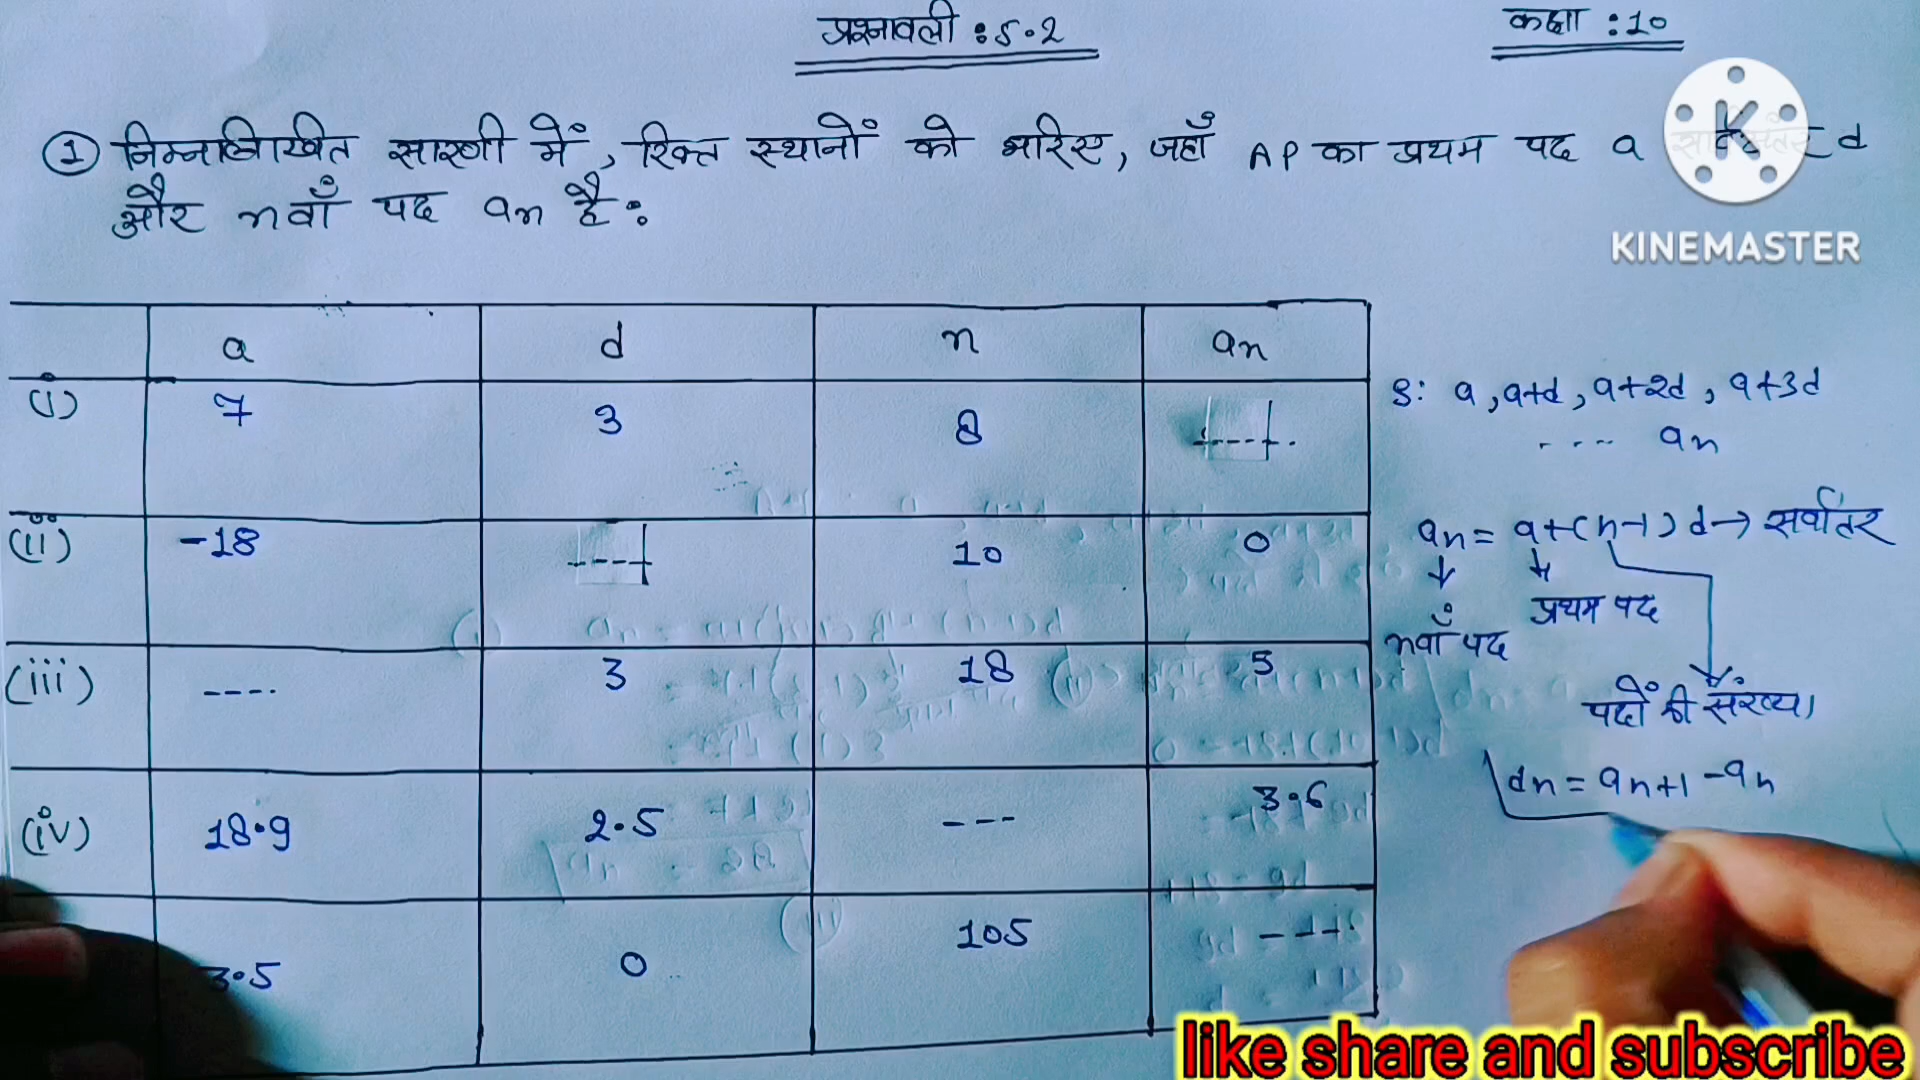 प्रश्नावली : 5.2
कक्षा : 10
① निम्नलिखित सारणी में, रिक्त स्थानों को भरिए, जहाँ AP का प्रथम पद a d
और nवाँ पद an है :
KINEMASTER
a d n an
(i) 7 3 8 ----.
(ii) -18 ---- 10 0
(iii) ----. 3 18 5
(iv) 18.9 2.5 --- 3.6
3.5 0 105 ----.
S: a, a+d, a+2d, a+3d
.... an
an = a+(n-1)d → सर्वांतर
प्रथम पद
nवाँ पद
पदों की संख्या
dn = an+1 - an
like share and subscribe